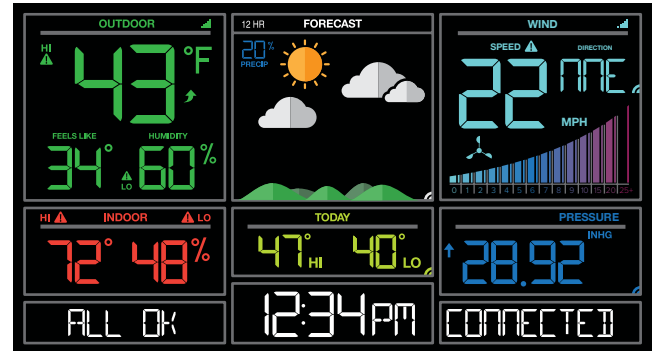 OUTDOOR
HI
43°F
FEELS LIKE
HUMIDITY
34°
LO
60%
12 HR
FORECAST
20%
PRECIP
WIND
SPEED
DIRECTION
22
NNE
MPH
0 1 2 3 4 5 6 7 8 9 10 15 20 25+
HI
INDOOR
LO
72°
48%
TODAY
47° HI
40° LO
PRESSURE
INHG
28.92
ALL OK
12:34PM
CONNECTED